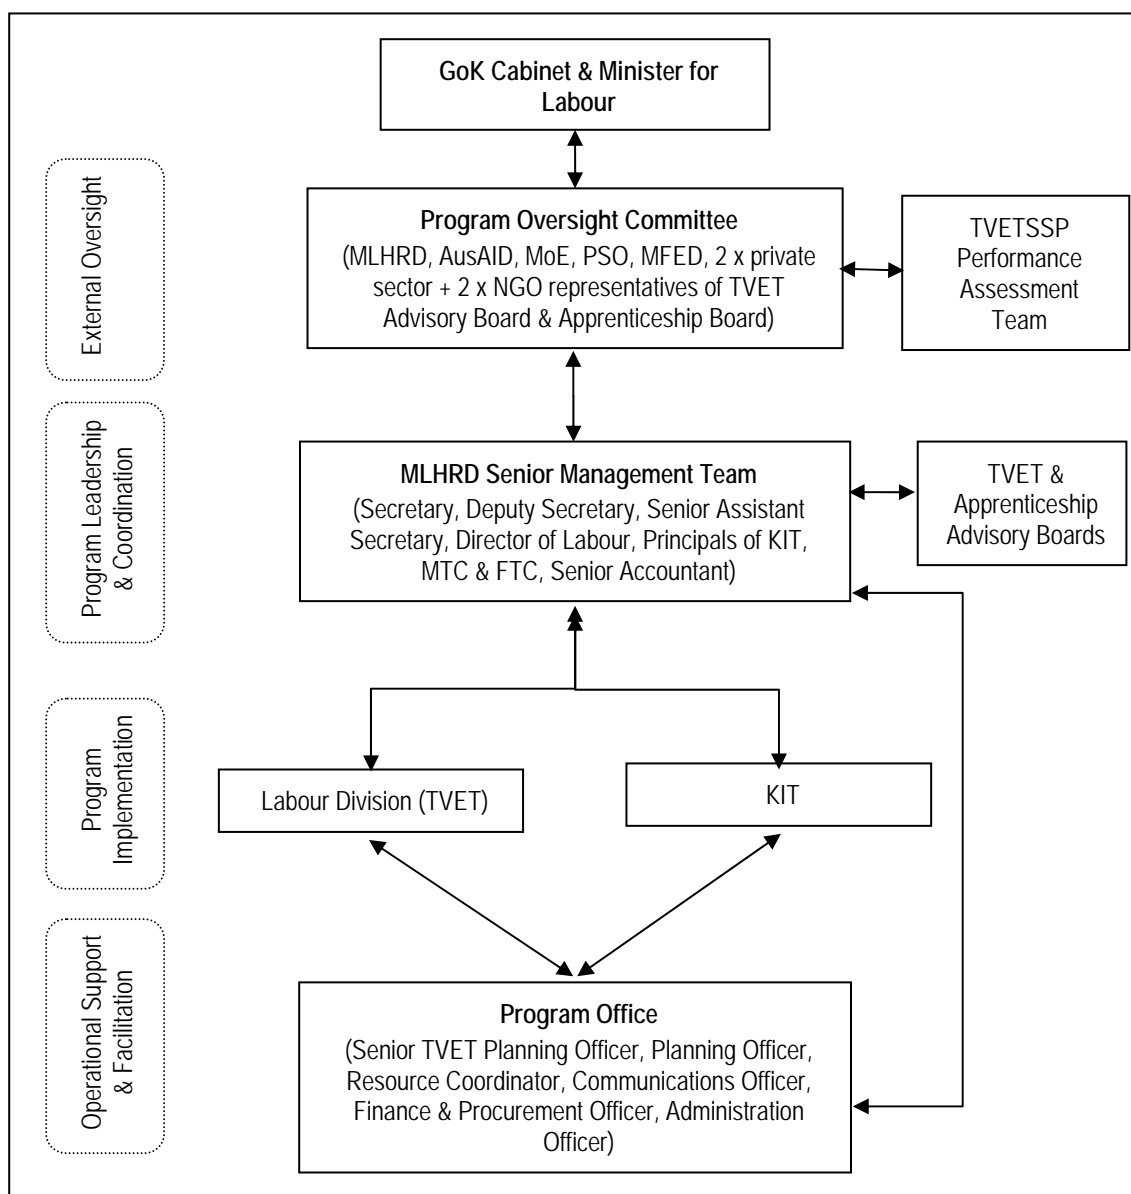 GoK Cabinet & Minister for
Labour
External Oversight
Program Oversight Committee
(MLHRD, AusAID, MoE, PSO, MFED, 2 x private
sector + 2 x NGO representatives of TVET
Advisory Board & Apprenticeship Board)
TVETSSP
Performance
Assessment
Team
Program Leadership
& Coordination
MLHRD Senior Management Team
(Secretary, Deputy Secretary, Senior Assistant
Secretary, Director of Labour, Principals of KIT,
MTC & FTC, Senior Accountant)
TVET &
Apprenticeship
Advisory Boards
Program
Implementation
Labour Division (TVET)
KIT
Operational Support
& Facilitation
Program Office
(Senior TVET Planning Officer, Planning Officer,
Resource Coordinator, Communications Officer,
Finance & Procurement Officer, Administration
Officer)